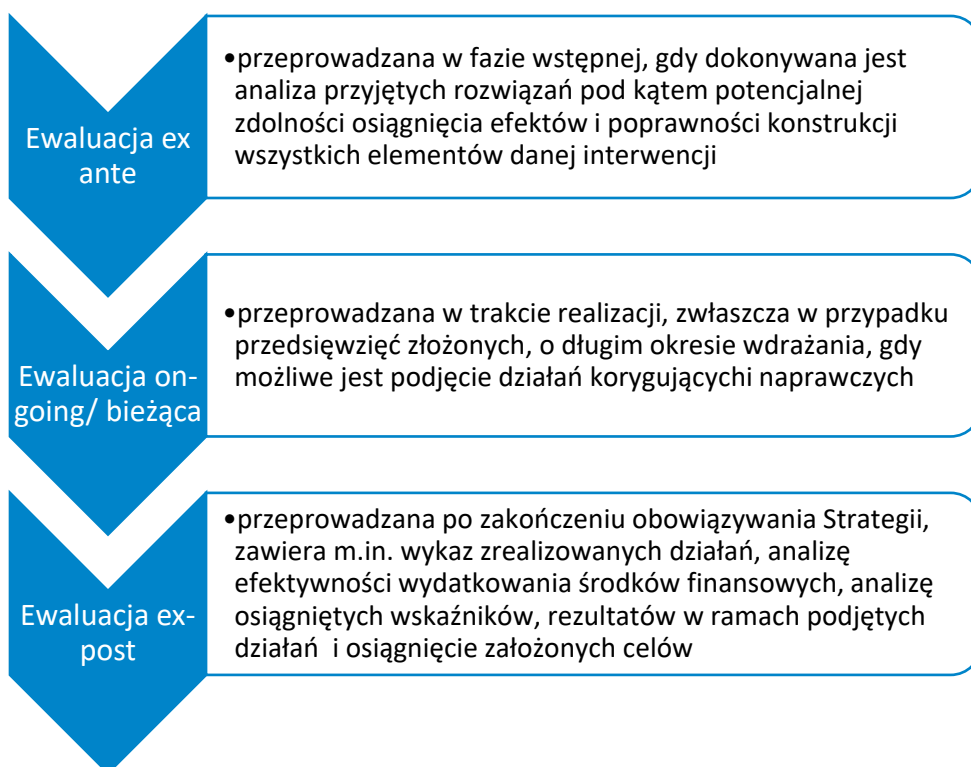 Ewaluacja ex
ante
•przeprowadzana w fazie wstępnej, gdy dokonywana jest
analiza przyjętych rozwiązań pod kątem potencjalnej
zdolności osiągnięcia efektów i poprawności konstrukcji
wszystkich elementów danej interwencji
Ewaluacja on-
going/ bieżąca
•przeprowadzana w trakcie realizacji, zwłaszcza w przypadku
przedsięwzięć złożonych, o długim okresie wdrażania, gdy
możliwe jest podjęcie działań korygującychi naprawczych
Ewaluacja ex-
post
•przeprowadzana po zakończeniu obowiązywania Strategii,
zawiera m.in. wykaz zrealizowanych działań, analizę
efektywności wydatkowania środków finansowych, analizę
osiągniętych wskaźników, rezultatów w ramach podjętych
działań  i osiągnięcie założonych celów